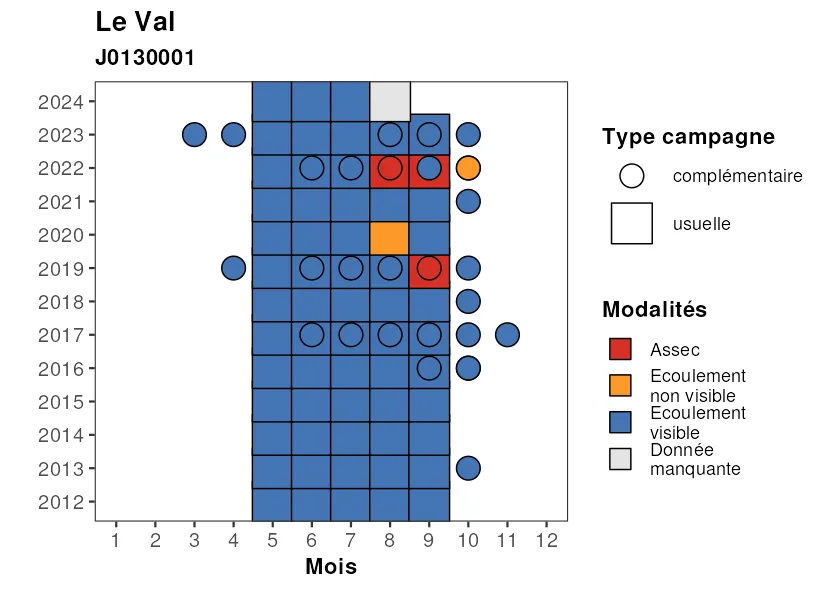 Le Val
J0130001
2024
2023
2022
2021
2020
2019
2018
2017
2016
2015
2014
2013
2012
1 2 3 4 5 6 7 8 9 10 11 12
Mois
Type campagne
complémentaire
usuelle
Modalités
Assec
Ecoulement
non visible
Ecoulement
visible
Donnée
manquante